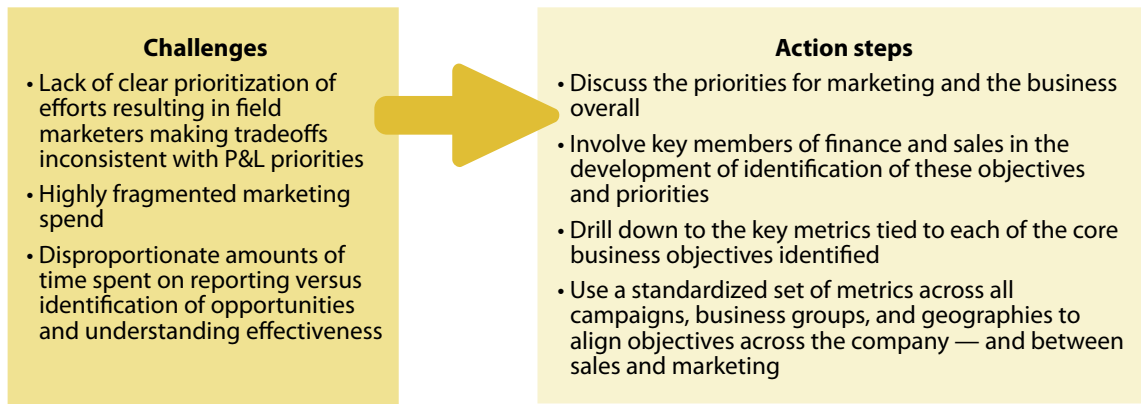 Challenges
• Lack of clear prioritization of
efforts resulting in field
marketers making tradeoffs
inconsistent with P&L priorities
• Highly fragmented marketing
spend
• Disproportionate amounts of
time spent on reporting versus
identification of opportunities
and understanding effectiveness
Action steps
• Discuss the priorities for marketing and the business
overall
• Involve key members of finance and sales in the
development of identification of these objectives
and priorities
• Drill down to the key metrics tied to each of the core
business objectives identified
• Use a standardized set of metrics across all
campaigns, business groups, and geographies to
align objectives across the company — and between
sales and marketing